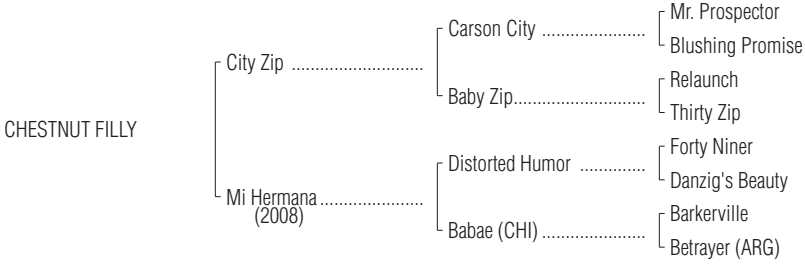 Mr. Prospector
Carson City ......................
Blushing Promise
City Zip ............................
Relaunch
Baby Zip............................
Thirty Zip
CHESTNUT FILLY
Forty Niner
Distorted Humor ..............
Danzig's Beauty
Mi Hermana......................
(2008)
Barkerville
Babae (CHI) ......................
Betrayer (ARG)